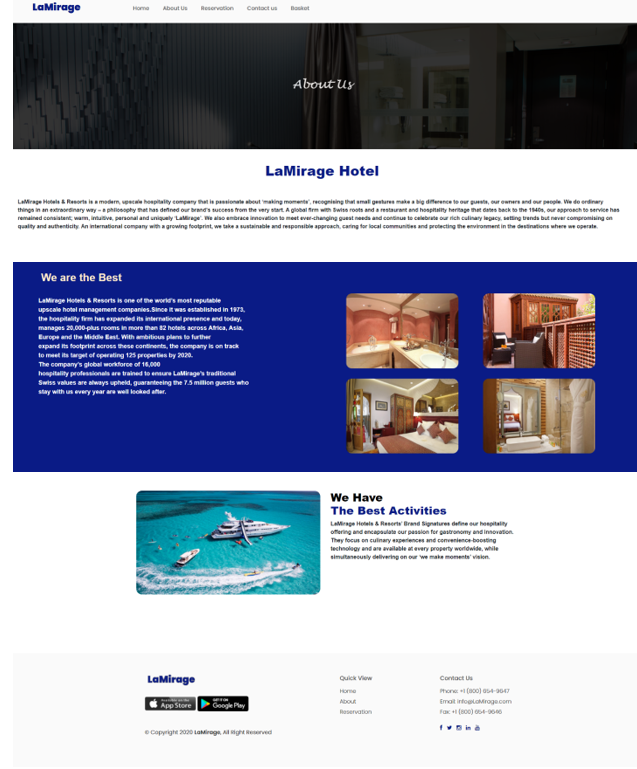 LaMirage
Home About Us Reservation Contact us Basket
About Us
LaMirage Hotel
LaMirage Hotels & Resorts is a modern, upscale hospitality company that is passionate about 'making moments', recognising that small gestures make a big difference to our guests, our owners and our people. We do ordinary
things in an extraordinary way – a philosophy that has defined our brand's success from the very start. A global firm with Swiss roots and a restaurant and hospitality heritage that dates back to the 1940s, our approach to service has
remained consistent; warm, intuitive, personal and uniquely 'LaMirage'. We also embrace innovation to meet ever-changing guest needs and continue to celebrate our rich culinary legacy, setting trends but never compromising on
quality and authenticity. An international company with a growing footprint, we take a sustainable and responsible approach, caring for local communities and protecting the environment in the destinations where we operate.
We are the Best
LaMirage Hotels & Resorts is one of the world's most reputable
upscale hotel management companies.Since it was established in 1973,
the hospitality firm has expanded its international presence and today,
manages 20,000-plus rooms in more than 82 hotels across Africa, Asia,
Europe and the Middle East. With ambitious plans to further
expand its footprint across these continents, the company is on track
to meet its target of operating 125 properties by 2020.
The company's global workforce of 16,000
hospitality professionals are trained to ensure LaMirage's traditional
Swiss values are always upheld, guaranteeing the 7.5 million guests who
stay with us every year are well looked after.
We Have
The Best Activities
LaMirage Hotels & Resorts' Brand Signatures define our hospitality
offering and encapsulate our passion for gastronomy and innovation.
They focus on culinary experiences and convenience-boosting
technology and are available at every property worldwide, while
simultaneously delivering on our 'we make moments' vision.
LaMirage
App Store
GET IT ON
Google Play
© Copyright 2020 LaMirage, All Right Reserved
Quick View
Home
About
Reservation
Contact Us
Phone: +1 (800) 654-9647
Email: Info@LaMirage.com
Fax: +1 (800) 654-9646